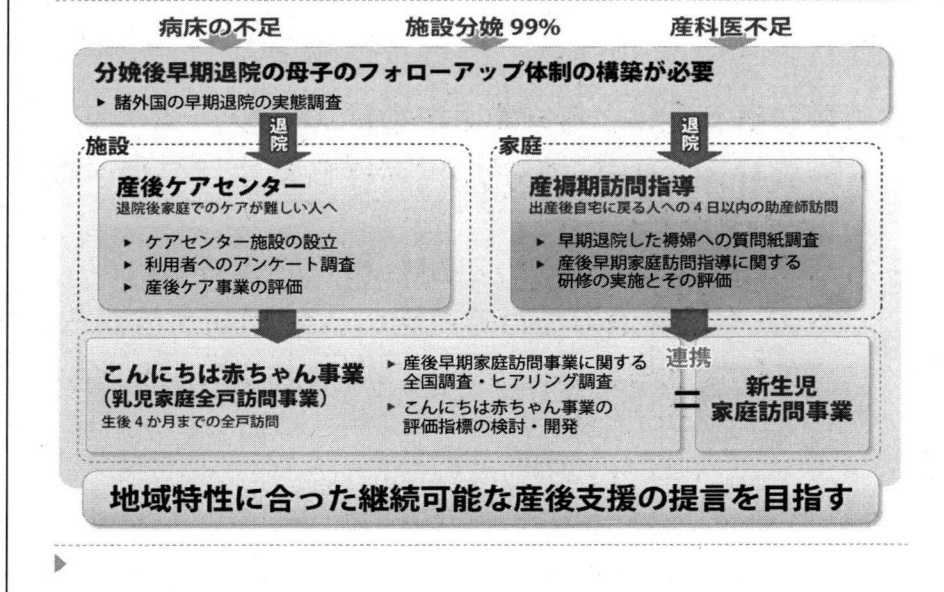 病床の不足
施設分娩 99%
産科医不足
分娩後早期退院の母子のフォローアップ体制の構築が必要
▶ 諸外国の早期退院の実態調査
退院
退院
施設
産後ケアセンター
退院後家庭でのケアが難しい人へ
▶ ケアセンター施設の設立
▶ 利用者へのアンケート調査
▶ 産後ケア事業の評価
家庭
産褥期訪問指導
出産後自宅に戻る人への 4 日以内の助産師訪問
▶ 早期退院した褥婦への質問紙調査
▶ 産後早期家庭訪問指導に関する
研修の実施とその評価
こんにちは赤ちゃん事業
(乳児家庭全戸訪問事業)
生後 4 か月までの全戸訪問
▶ 産後早期家庭訪問事業に関する
全国調査・ヒアリング調査
▶ こんにちは赤ちゃん事業の
評価指標の検討・開発
連携
=
新生児
家庭訪問事業
地域特性に合った継続可能な産後支援の提言を目指す